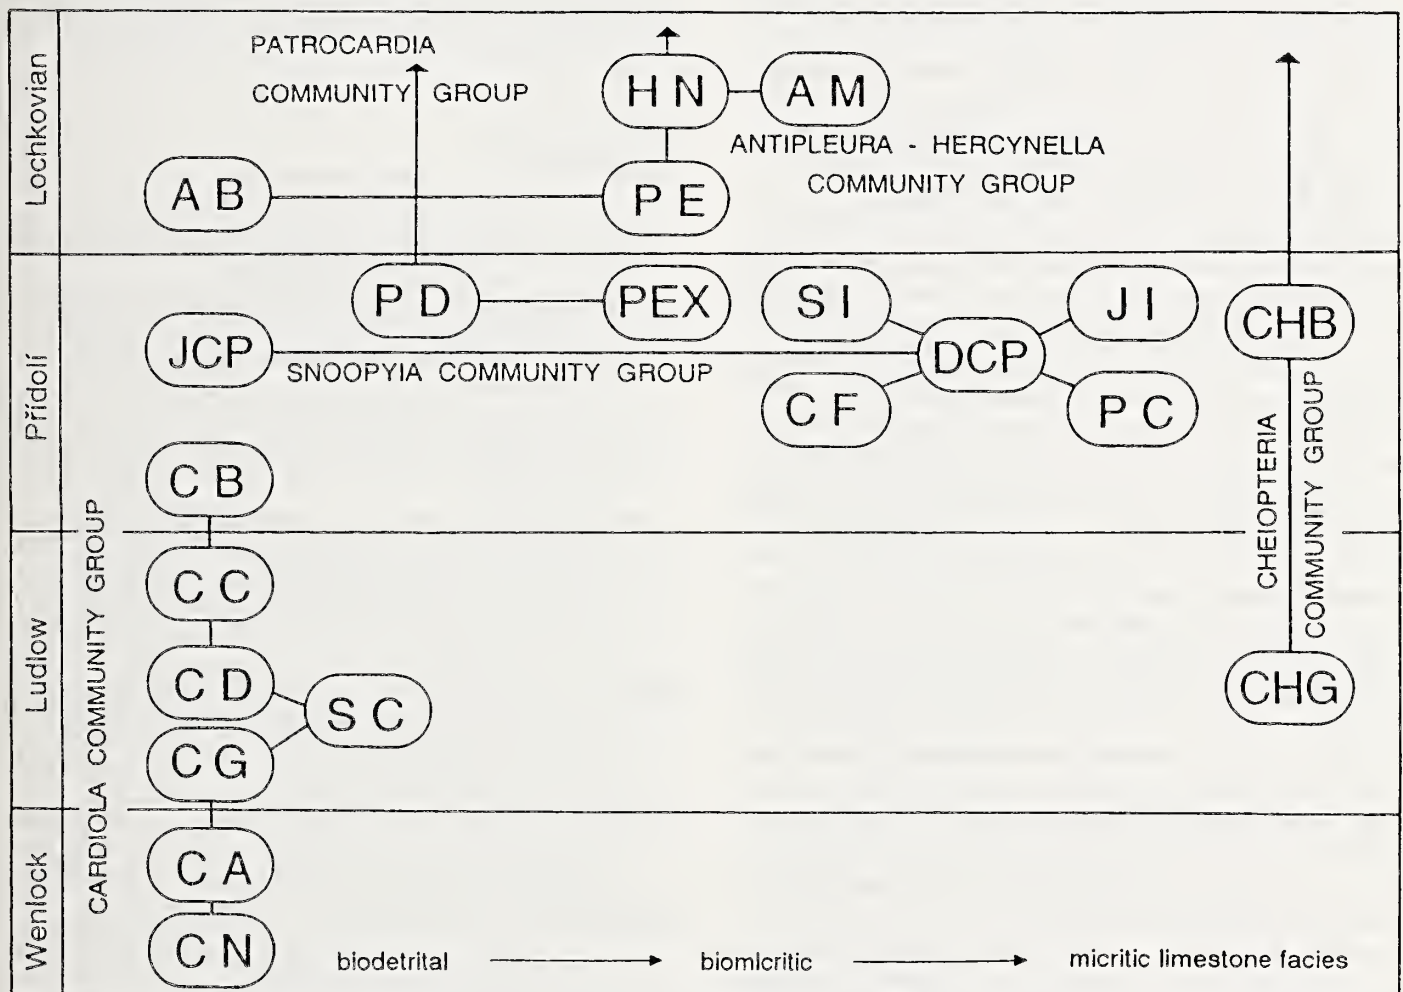 Lochkovian
PATROCARDIA
COMMUNITY GROUP
H N
A M
ANTIPLEURA - HERCYNELLA
COMMUNITY GROUP
A B
P E
Přídolí
P D
PEX
S I
J I
CHB
JCP
SNOOPYIA COMMUNITY GROUP
DCP
C F
P C
C B
CHEIOPTERIA
COMMUNITY GROUP
CARDIOLA COMMUNITY GROUP
Ludlow
C C
C D
S C
CHG
C G
Wenlock
C A
C N
biodetrital
biomicritic
micritic limestone facies